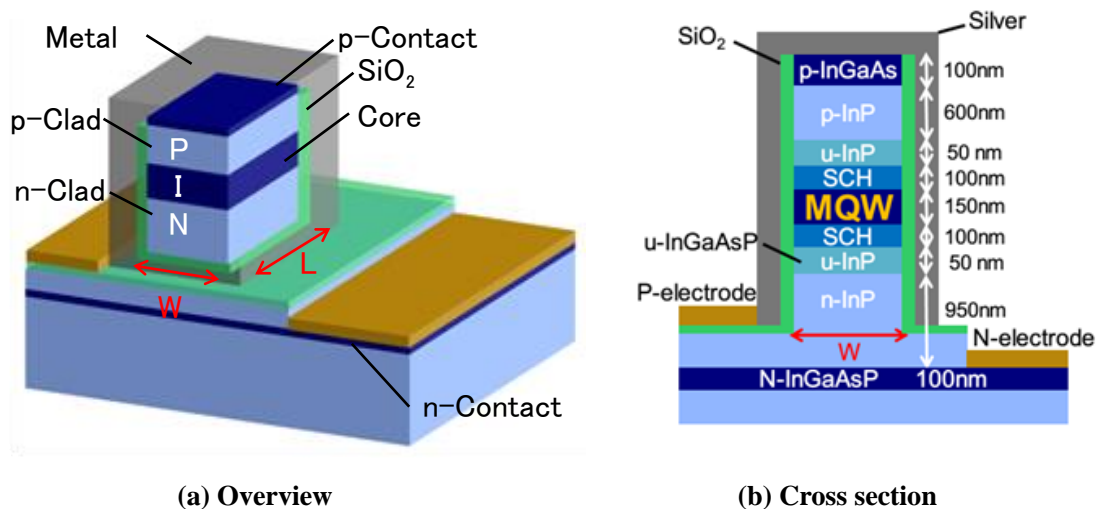 Metal
p-Contact
SiO₂
Core
p-Clad
n-Clad
P
I
N
L
W
n-Contact
(a) Overview
Silver
SiO₂
p-InGaAs
100nm
p-InP
600nm
u-InP
50 nm
SCH
100nm
MQW
150nm
SCH
100nm
u-InGaAsP
u-InP
50 nm
P-electrode
n-InP
950nm
N-electrode
W
N-InGaAsP
100nm
(b) Cross section